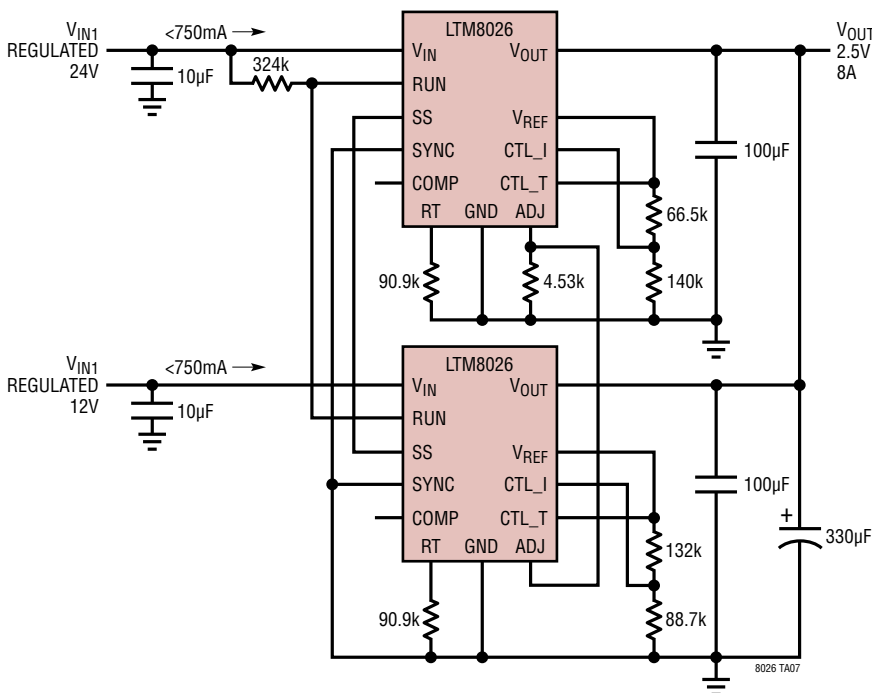 VIN1
REGULATED
24V
<750mA
10µF
324k
LTM8026
VIN
RUN
SS
SYNC
COMP
RT
GND
ADJ
VOUT
VREF
CTL_I
CTL_T
VOUT
2.5V
8A
100µF
66.5k
140k
90.9k
4.53k
VIN1
REGULATED
12V
<750mA
10µF
LTM8026
VIN
RUN
SS
SYNC
COMP
RT
GND
ADJ
VOUT
VREF
CTL_I
CTL_T
100µF
+
330µF
132k
88.7k
90.9k
8026 TA07